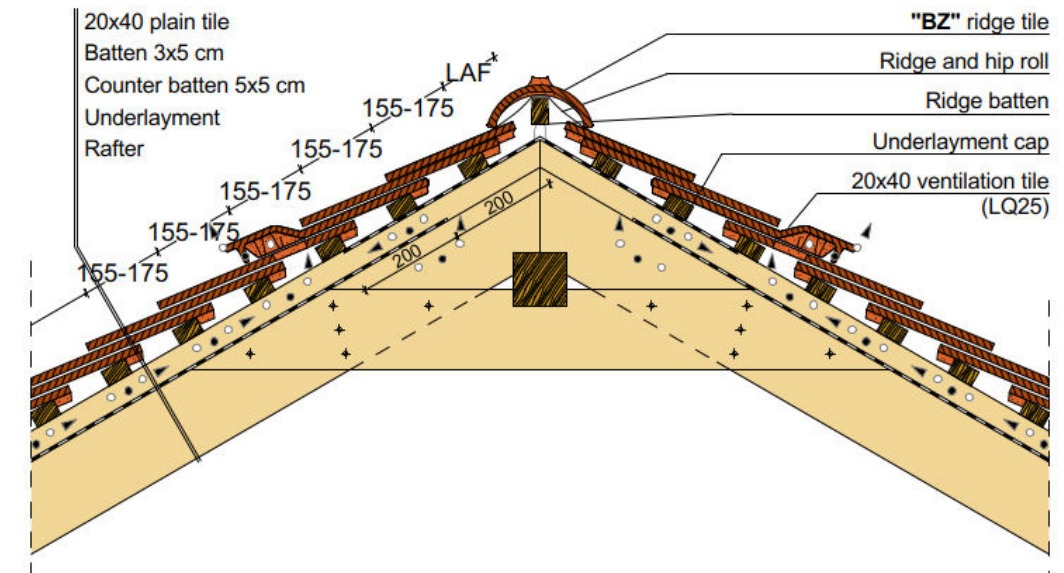 20x40 plain tile
Batten 3x5 cm
Counter batten 5x5 cm
Underlayment
Rafter
"BZ" ridge tile
Ridge and hip roll
Ridge batten
Underlayment cap
20x40 ventilation tile
(LQ25)
LAF
155-175
155-175
155-175
155-175
155-175
200
200